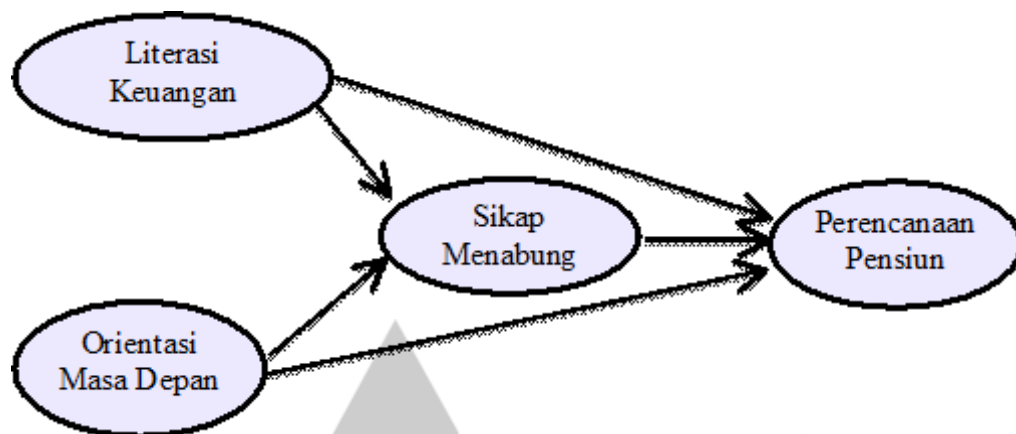 Literasi
Keuangan
Sikap
Menabung
Perencanaan
Pensiun
Orientasi
Masa Depan